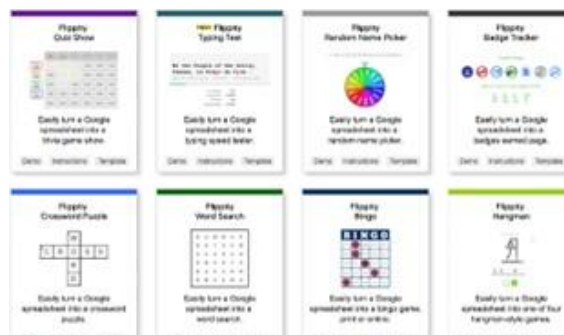 Flippity
Quiz Show
Easily turn a Google
spreadsheet into a
trivia game show.
Demo Instructions Template
Flippity
Typing Test
Easily turn a Google
spreadsheet into a
typing speed tester.
Demo Instructions Template
Flippity
Random Name Picker
Easily turn a Google
spreadsheet into a
random name picker.
Demo Instructions Template
Flippity
Badge Tracker
Easily turn a Google
spreadsheet into a
badges earned page.
Demo Instructions Template
Flippity
Crossword Puzzle
Easily turn a Google
spreadsheet into a crossword
puzzle.
Flippity
Word Search
Easily turn a Google
spreadsheet into a
word search.
Flippity
Bingo
BINGO
Easily turn a Google
spreadsheet into a bingo game,
print or online.
Flippity
Hangman
Easily turn a Google
spreadsheet into one of four
hangman-style games.